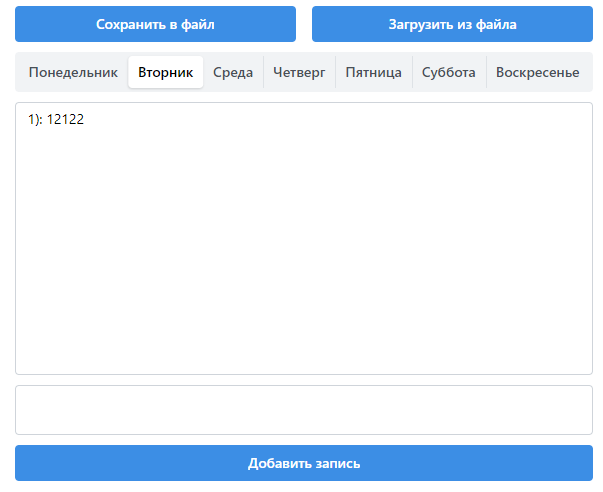 Сохранить в файл Загрузить из файла
Понедельник Вторник Среда Четверг Пятница Суббота Воскресенье
1): 12122
Добавить запись